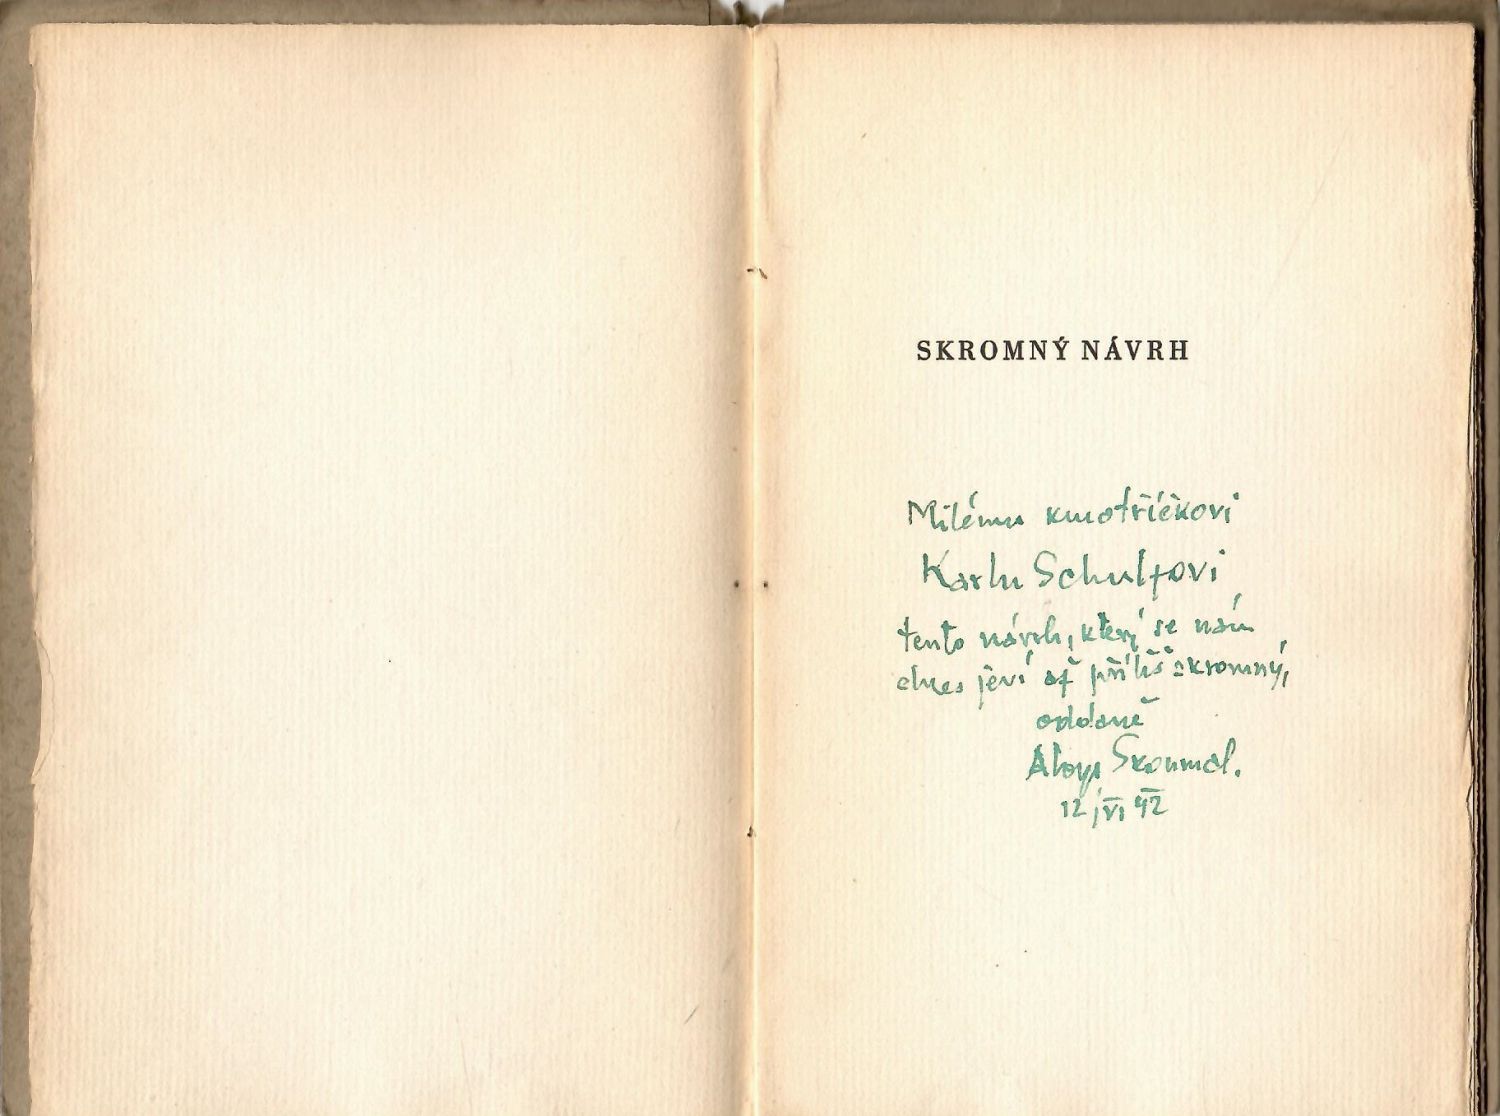 SKROMNÝ NÁVRH
Milému kmotříčkovi
Karlu Schulzovi
tento návrh, který se nám
dnes jeví až příliš skromný,
oddaně
Aloys Skoumal.
12/VI 42